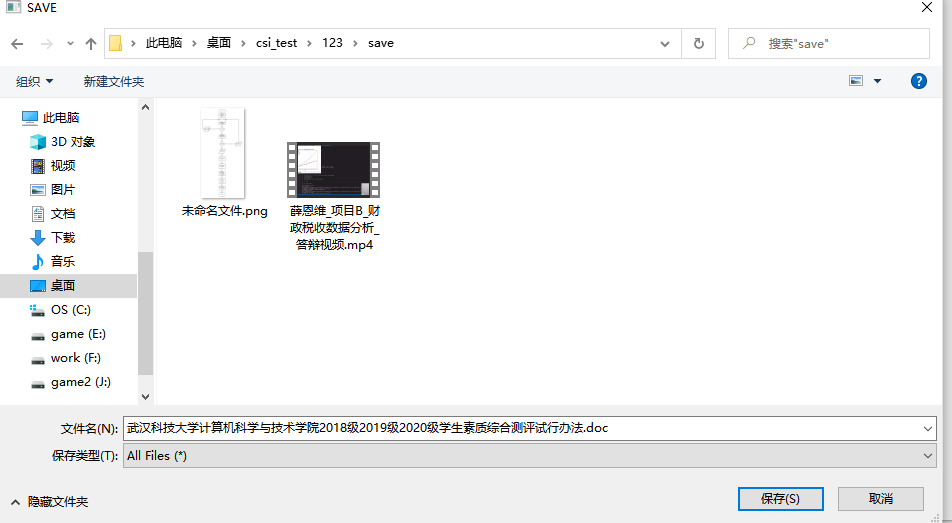 SAVE
此电脑 › 桌面 › csi_test › 123 › save
搜索"save"
组织
新建文件夹
此电脑
3D 对象
视频
图片
文档
下载
音乐
桌面
OS (C:)
game (E:)
work (F:)
game2 (J:)
未命名文件.png
薛恩维_项目B_财
政税收数据分析_
答辩视频.mp4
文件名(N):
武汉科技大学计算机科学与技术学院2018级2019级2020级学生素质综合测评试行办法.doc
保存类型(T):
All Files (*)
隐藏文件夹
保存(S)
取消